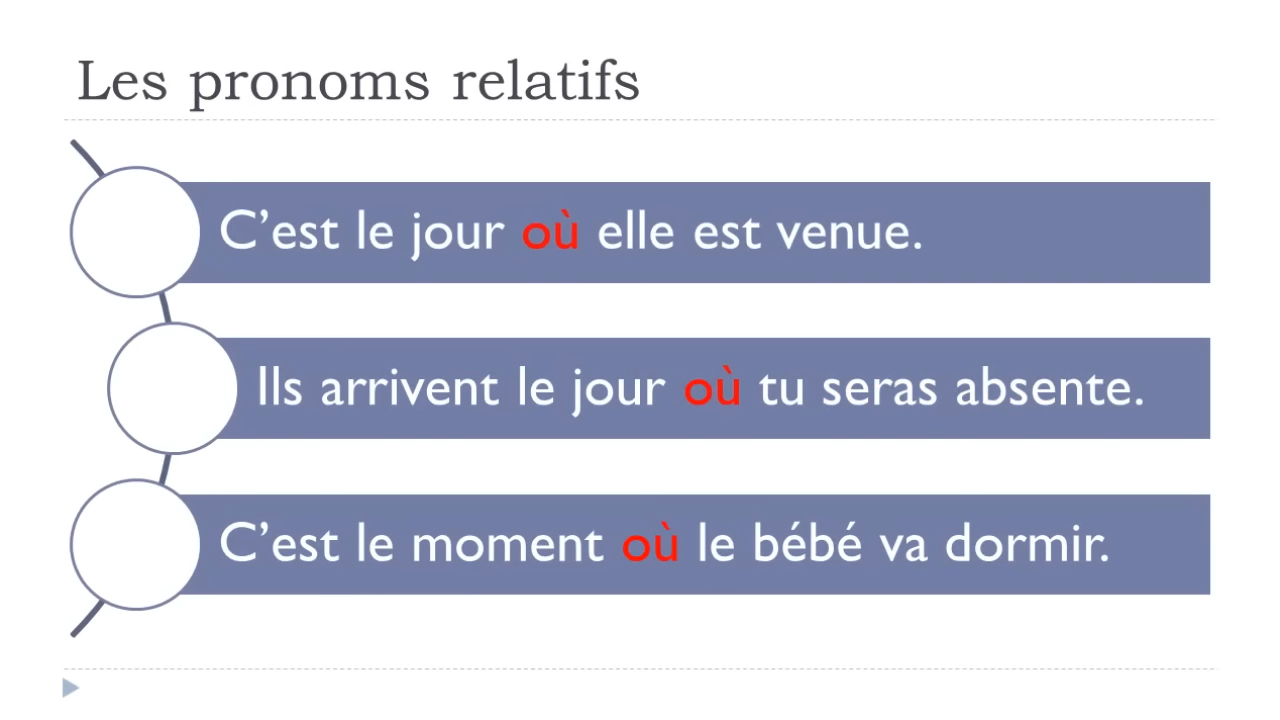 Les pronoms relatifs
C’est le jour où elle est venue.
Ils arrivent le jour où tu seras absente.
C’est le moment où le bébé va dormir.